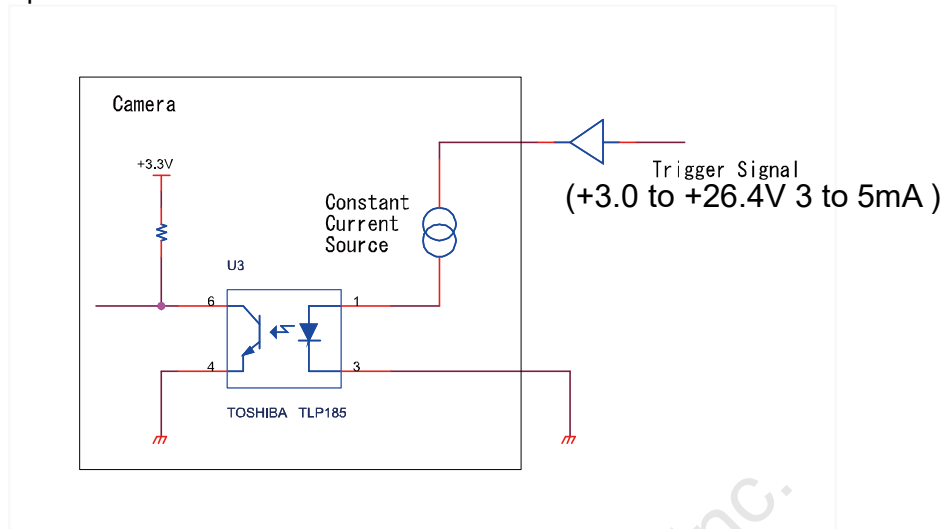 Camera
+3.3V
Constant
Current
Source
Trigger Signal
(+3.0 to +26.4V 3 to 5mA )
U3
6
1
4
3
TOSHIBA TLP185
nc.